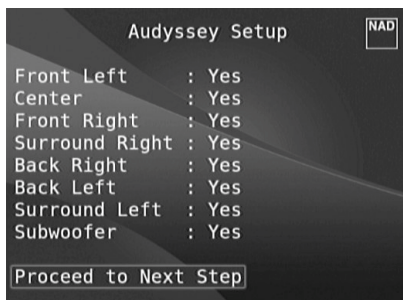 Audyssey Setup
NAD
Front Left : Yes
Center : Yes
Front Right : Yes
Surround Right : Yes
Back Right : Yes
Back Left : Yes
Surround Left : Yes
Subwoofer : Yes
Proceed to Next Step